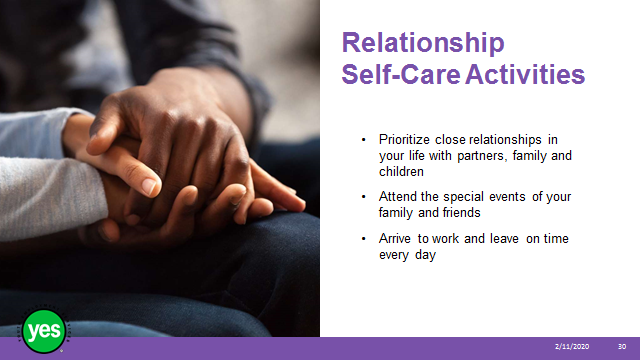 Relationship
Self-Care Activities
• Prioritize close relationships in
your life with partners, family and
children
• Attend the special events of your
family and friends
• Arrive to work and leave on time
every day
yes
2/11/2020
30